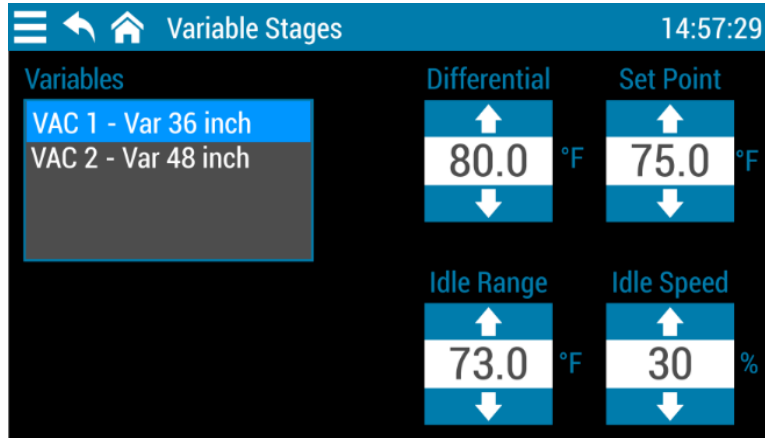 Variable Stages 14:57:29
Variables
VAC 1 - Var 36 inch
VAC 2 - Var 48 inch
Differential Set Point
80.0 °F 75.0 °F
Idle Range Idle Speed
73.0 °F 30 %